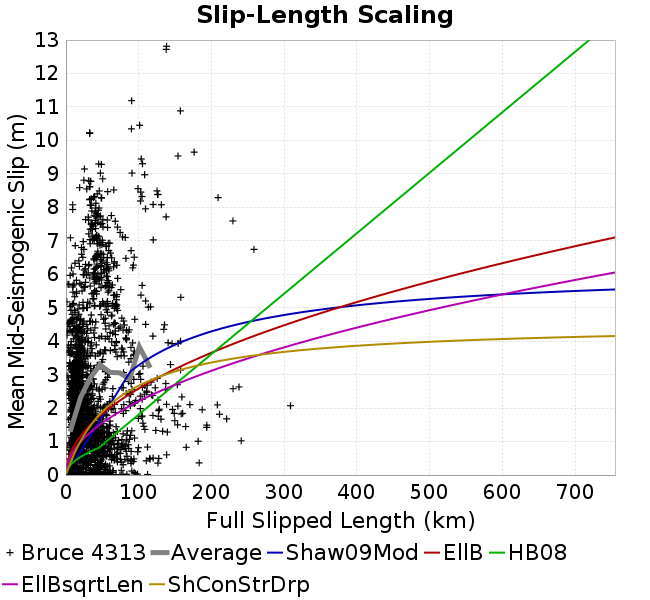 Slip-Length Scaling
Mean Mid-Seismogenic Slip (m)
13
12
11
10
9
8
7
6
5
4
3
2
1
0
0 100 200 300 400 500 600 700
Full Slipped Length (km)
Bruce 4313 Average Shaw09Mod EllB HB08
EllBsqrtLen ShConStrDrp